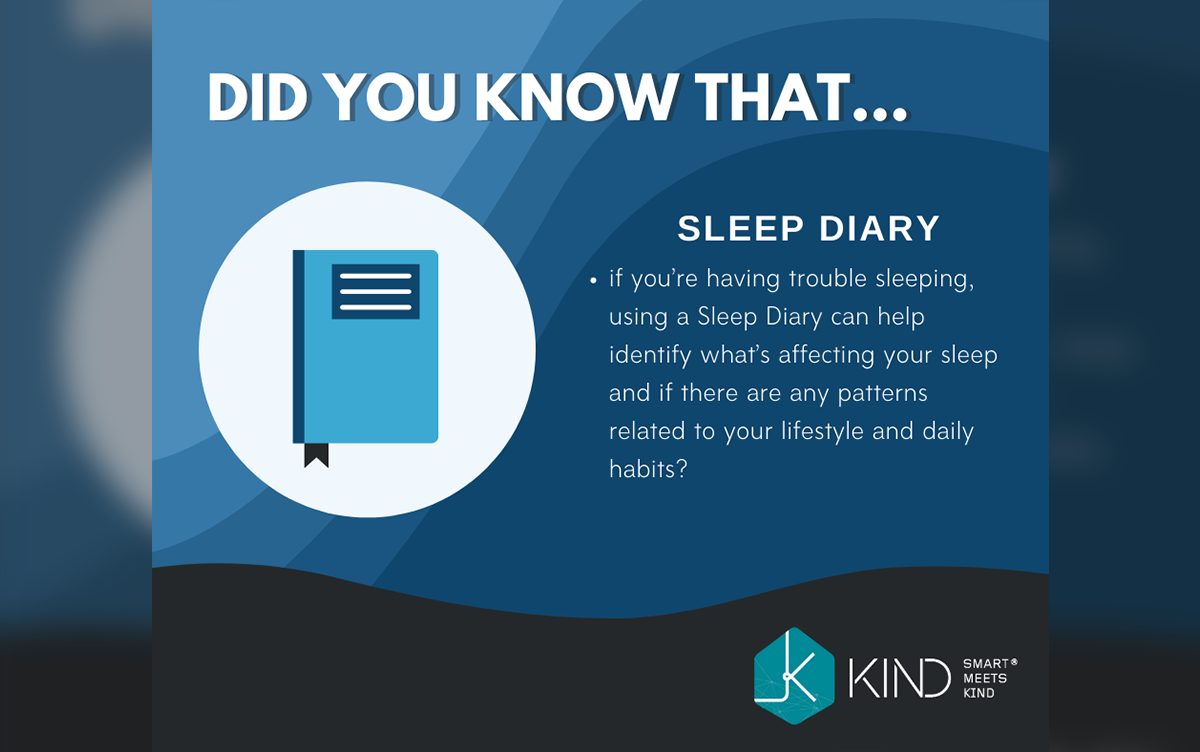 DID YOU KNOW THAT...
SLEEP DIARY
• if you’re having trouble sleeping,
using a Sleep Diary can help
identify what’s affecting your sleep
and if there are any patterns
related to your lifestyle and daily
habits?
KIND
SMART®
MEETS
KIND